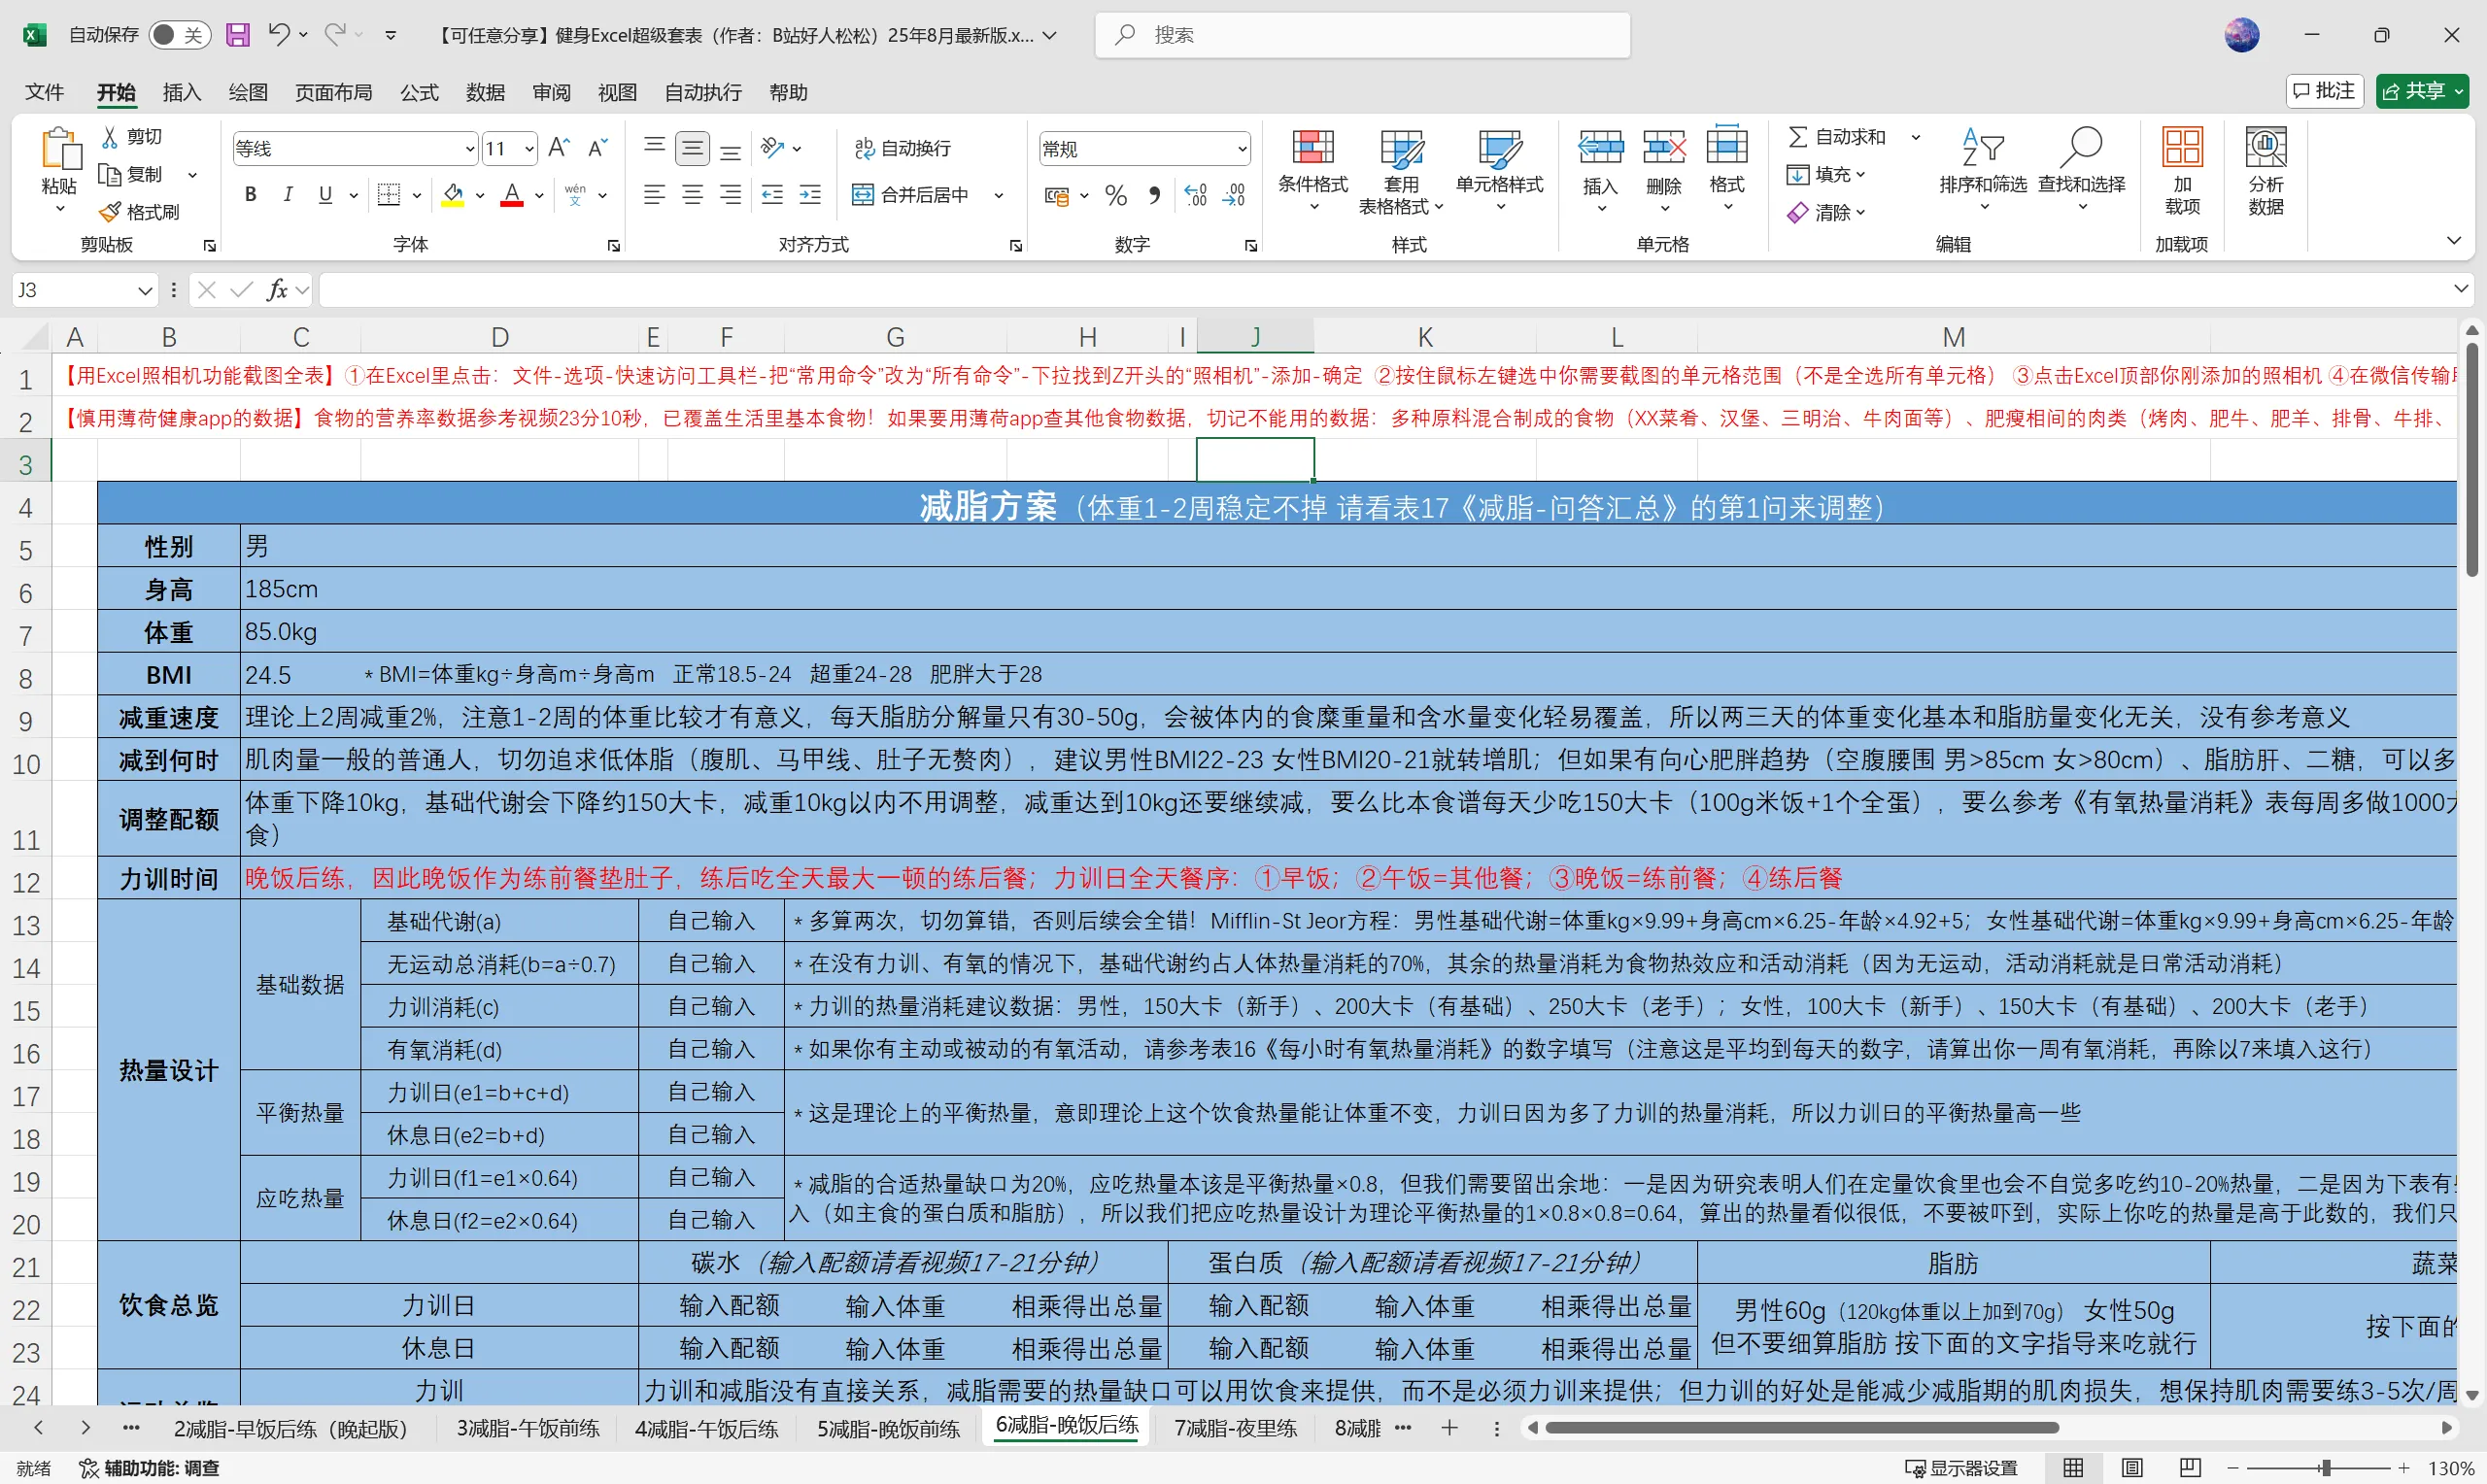 自动保存 关 【可任意分享】健身Excel超级套表（作者：B站好人松松）25年8月最新版.x... 搜索
文件 开始 插入 绘图 页面布局 公式 数据 审阅 视图 自动执行 帮助 批注 共享
粘贴 剪切 复制 格式刷 剪贴板
等线 11 B I U A wén 文 字体
自动换行 合并后居中 对齐方式
常规 % 数字
条件格式 套用表格格式 单元格样式 样式
插入 删除 格式 单元格
自动求和 填充 清除 排序和筛选 查找和选择 编辑
加载项 加载项 分析数据
J3 fx
A B C D E F G H I J K L M
1 【用Excel照相机功能截图全表】①在Excel里点击：文件-选项-快速访问工具栏-把“常用命令”改为“所有命令”-下拉找到Z开头的“照相机”-添加-确定 ②按住鼠标左键选中你需要截图的单元格范围（不是全选所有单元格） ③点击Excel顶部你刚添加的照相机 ④在微信传输
2 【慎用薄荷健康app的数据】食物的营养率数据参考视频23分10秒，已覆盖生活里基本食物！如果要用薄荷app查其他食物数据，切记不能用的数据：多种原料混合制成的食物（XX菜肴、汉堡、三明治、牛肉面等）、肥瘦相间的肉类（烤肉、肥牛、肥羊、排骨、牛排、
3
4 减脂方案（体重1-2周稳定不掉 请看表17《减脂-问答汇总》的第1问来调整）
5 性别 男
6 身高 185cm
7 体重 85.0kg
8 BMI 24.5 * BMI=体重kg÷身高m÷身高m 正常18.5-24 超重24-28 肥胖大于28
9 减重速度 理论上2周减重2%，注意1-2周的体重比较才有意义，每天脂肪分解量只有30-50g，会被体内的食糜重量和含水量变化轻易覆盖，所以两三天的体重变化基本和脂肪量变化无关，没有参考意义
10 减到何时 肌肉量一般的普通人，切勿追求低体脂（腹肌、马甲线、肚子无赘肉），建议男性BMI22-23 女性BMI20-21就转增肌；但如果有向心肥胖趋势（空腹腰围 男>85cm 女>80cm）、脂肪肝、二糖，可以多
11 调整配额 体重下降10kg，基础代谢会下降约150大卡，减重10kg以内不用调整，减重达到10kg还要继续减，要么比本食谱每天少吃150大卡（100g米饭+1个全蛋），要么参考《有氧热量消耗》表每周多做1000
食）
12 力训时间 晚饭后练，因此晚饭作为练前餐垫肚子，练后吃全天最大一顿的练后餐；力训日全天餐序：①早饭；②午饭=其他餐；③晚饭=练前餐；④练后餐
13 热量设计 基础数据 基础代谢(a) 自己输入 * 多算两次，切勿算错，否则后续会全错！Mifflin-St Jeor方程：男性基础代谢=体重kg×9.99+身高cm×6.25-年龄×4.92+5；女性基础代谢=体重kg×9.99+身高cm×6.25-年龄
14 无运动总消耗(b=a÷0.7) 自己输入 * 在没有力训、有氧的情况下，基础代谢约占人体热量消耗的70%，其余的热量消耗为食物热效应和活动消耗（因为无运动，活动消耗就是日常活动消耗）
15 力训消耗(c) 自己输入 * 力训的热量消耗建议数据：男性，150大卡（新手）、200大卡（有基础）、250大卡（老手）；女性，100大卡（新手）、150大卡（有基础）、200大卡（老手）
16 有氧消耗(d) 自己输入 * 如果你有主动或被动的有氧活动，请参考表16《每小时有氧热量消耗》的数字填写（注意这是平均到每天的数字，请算出你一周有氧消耗，再除以7来填入这行）
17 平衡热量 力训日(e1=b+c+d) 自己输入 * 这是理论上的平衡热量，意即理论上这个饮食热量能让体重不变，力训日因为多了力训的热量消耗，所以力训日的平衡热量高一些
18 休息日(e2=b+d) 自己输入
19 应吃热量 力训日(f1=e1×0.64) 自己输入 * 减脂的合适热量缺口为20%，应吃热量本该是平衡热量×0.8，但我们需要留出余地：一是因为研究表明人们在定量饮食里也会不自觉多吃约10-20%热量，二是因为下表有
20 休息日(f2=e2×0.64) 自己输入 入（如主食的蛋白质和脂肪），所以我们把应吃热量设计为理论平衡热量的1×0.8×0.8=0.64，算出的热量看似很低，不要被吓到，实际上你吃的热量是高于此数的，我们只
21 饮食总览 碳水（输入配额请看视频17-21分钟） 蛋白质（输入配额请看视频17-21分钟） 脂肪 蔬菜
22 力训日 输入配额 输入体重 相乘得出总量 输入配额 输入体重 相乘得出总量 男性60g（120kg体重以上加到70g） 女性50g
23 休息日 输入配额 输入体重 相乘得出总量 输入配额 输入体重 相乘得出总量 但不要细算脂肪 按下面的文字指导来吃就行 按下面的
24 力训 力训和减脂没有直接关系，减脂需要的热量缺口可以用饮食来提供，而不是必须力训来提供；但力训的好处是能减少减脂期的肌肉损失，想保持肌肉需要练3-5次/周
2减脂-早饭后练（晚起版） 3减脂-午饭前练 4减脂-午饭后练 5减脂-晚饭前练 6减脂-晚饭后练 7减脂-夜里练 8减脂
就绪 辅助功能: 调查 显示器设置 130%